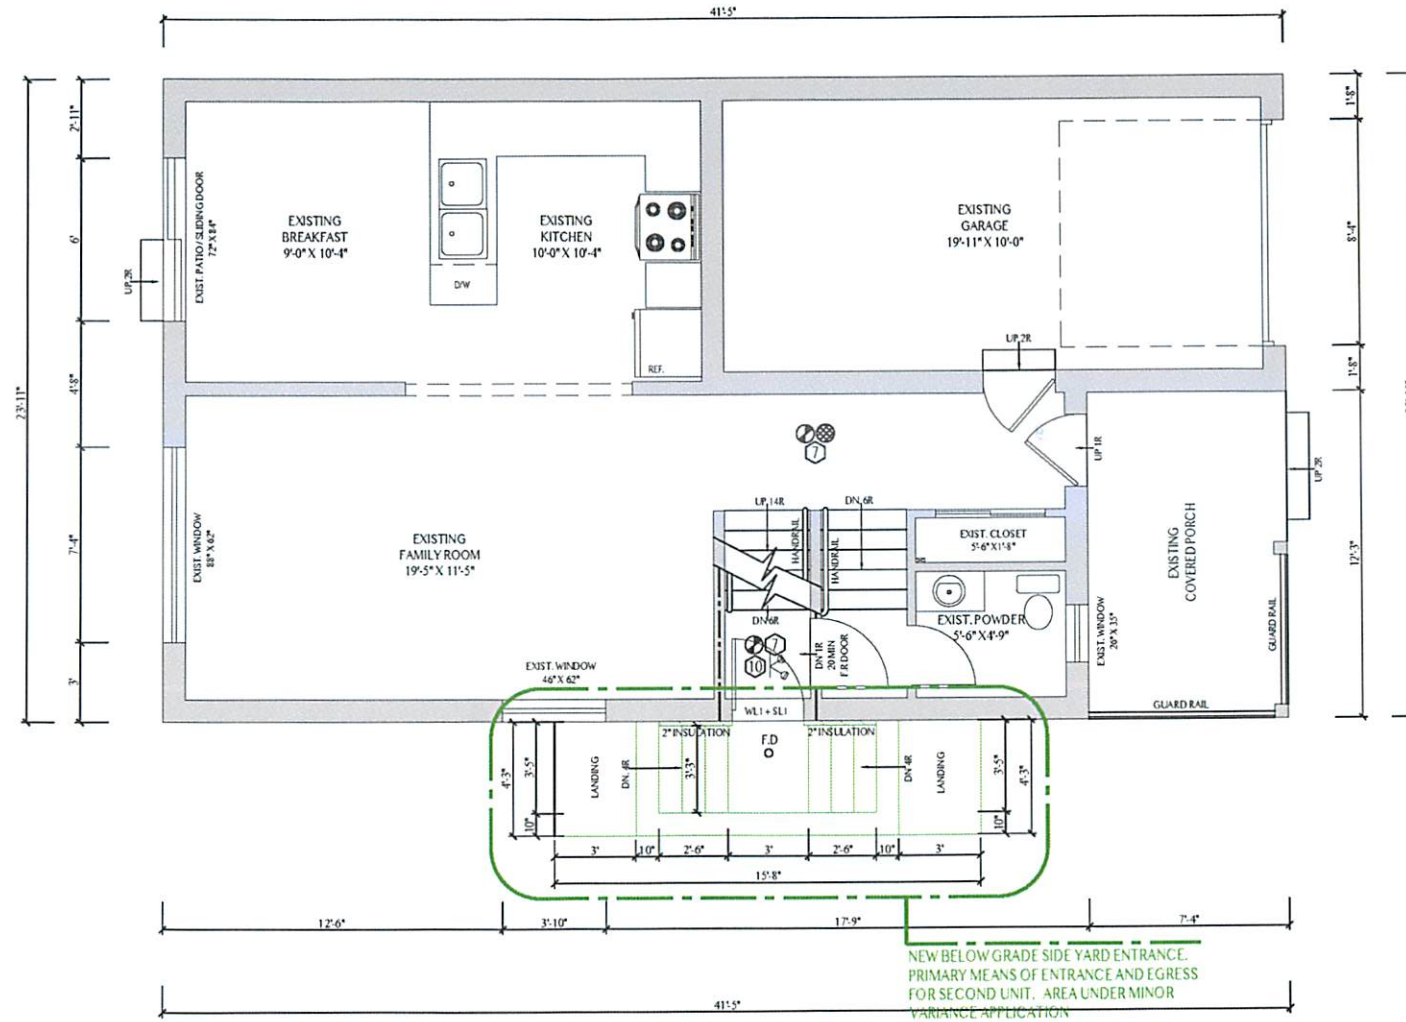 41'-5"
1'-8"
2'-11"
EXIST. PATIO / SLIDING DOOR
72" X 84"
6'
UP 2R
EXISTING
BREAKFAST
9'-0" X 10'-4"
D/W
EXISTING
KITCHEN
10'-0" X 10'-4"
REF.
EXISTING
GARAGE
19'-11" X 10'-0"
8'-4"
UP 2R
1'-8"
4'-8"
23'-11"
7
UP 1R
UP 2R
EXIST. WINDOW
88" X 62"
7'-4"
EXISTING
FAMILY ROOM
19'-5" X 11'-5"
UP 14R
DN. 6R
HANDRAIL
HANDRAIL
EXIST. CLOSET
5'-6" X 1'-8"
EXISTING
COVERED PORCH
12'-3"
DN 6R
EXIST. POWDER
5'-6" X 4'-9"
EXIST. WINDOW
26" X 35"
GUARD RAIL
DN 1R
20 MIN
F.R DOOR
7
10
3'
EXIST. WINDOW
46" X 62"
GUARD RAIL
WL1 + SL1
2" INSULATION
F.D
2" INSULATION
4'-3"
3'-5"
10"
LANDING
DN. 4R
3'-3"
DN 4R
LANDING
3'-5"
10"
4'-3"
3'
10"
2'-6"
3'
2'-6"
10"
3'
15'-8"
12'-6"
3'-10"
17'-9"
7'-4"
NEW BELOW GRADE SIDE YARD ENTRANCE.
PRIMARY MEANS OF ENTRANCE AND EGRESS
FOR SECOND UNIT. AREA UNDER MINOR
VARIANCE APPLICATION
41'-5"